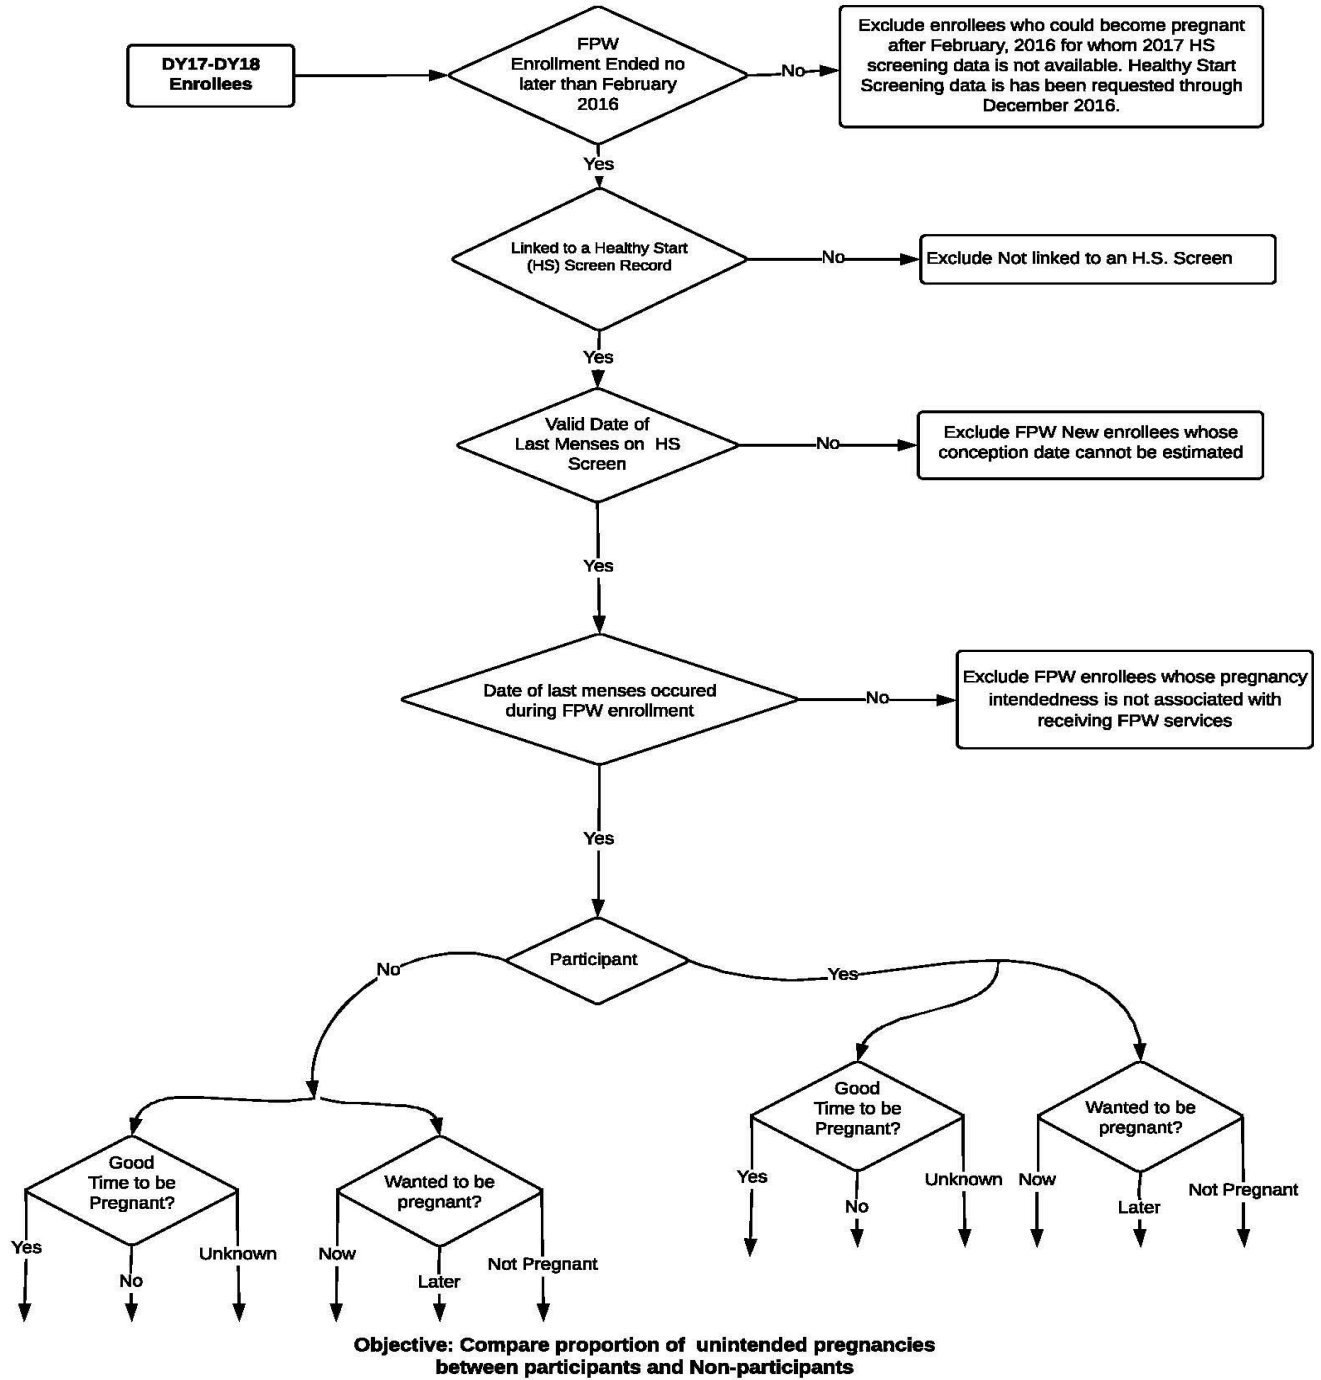 DY17-DY18
Enrollees
FPW
Enrollment Ended no
later than February
2016
No
Exclude enrollees who could become pregnant
after February, 2016 for whom 2017 HS
screening data is not available. Healthy Start
Screening data is has been requested through
December 2016.
Yes
Linked to a Healthy Start
(HS) Screen Record
No
Exclude Not linked to an H.S. Screen
Yes
Valid Date of
Last Menses on HS
Screen
No
Exclude FPW New enrollees whose
conception date cannot be estimated
Yes
Date of last menses occured
during FPW enrollment
No
Exclude FPW enrollees whose pregnancy
intendedness is not associated with
receiving FPW services
Yes
Participant
No
Yes
Good
Time to be
Pregnant?
Yes
No
Unknown
Wanted to be
pregnant?
Now
Later
Not Pregnant
Good
Time to be
Pregnant?
Yes
No
Unknown
Wanted to be
pregnant?
Now
Later
Not Pregnant
Objective: Compare proportion of unintended pregnancies
between participants and Non-participants